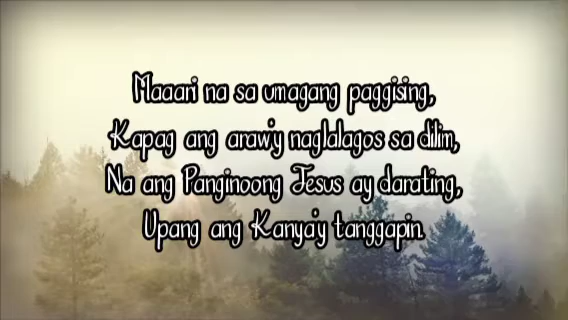 Maaari na sa umagang paggising,
Kapag ang araw'y naglalagos sa dilim,
Na ang Panginoong Jesus ay darating,
Upang ang Kanya'y tanggapin.